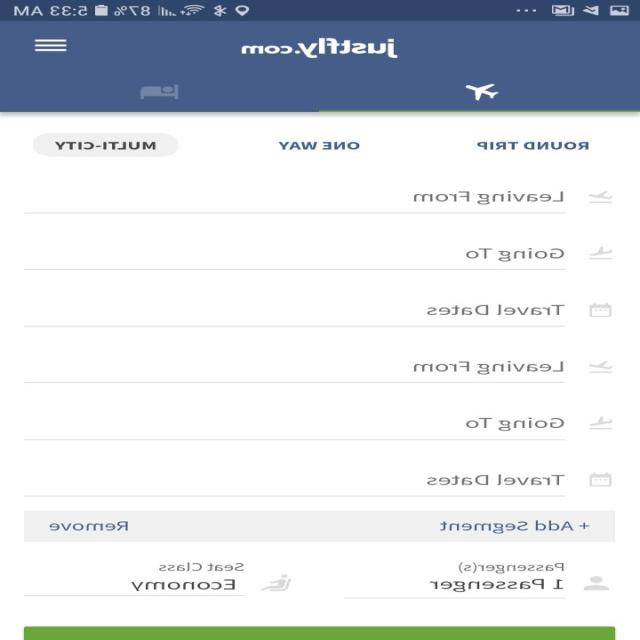 87% 5:33 AM
justfly.com
ROUND TRIP ONE WAY MULTI-CITY
Leaving From
Going To
Travel Dates
Leaving From
Going To
Travel Dates
+ Add Segment Remove
Passenger(s) Seat Class
1 Passenger Economy